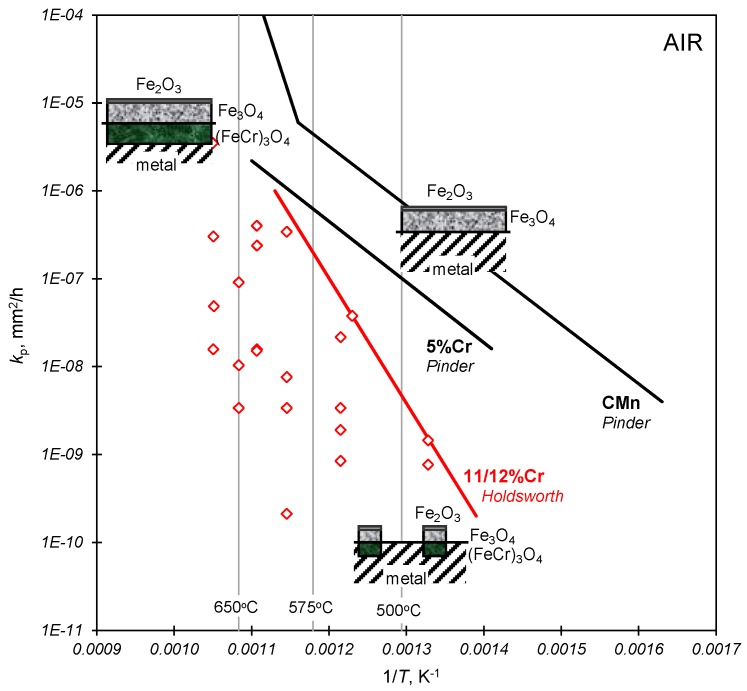 1E-04
AIR
Fe₂O₃
1E-05
Fe₃O₄
(FeCr)₃O₄
metal
1E-06
Fe₂O₃
Fe₃O₄
metal
1E-07
kp, mm²/h
5%Cr
Pinder
1E-08
CMn
Pinder
1E-09
11/12%Cr
Holdsworth
Fe₂O₃
1E-10
Fe₃O₄
(FeCr)₃O₄
metal
650°C
575°C
500°C
1E-11
0.0009
0.0010
0.0011
0.0012
0.0013
0.0014
0.0015
0.0016
0.0017
1/T, K⁻¹